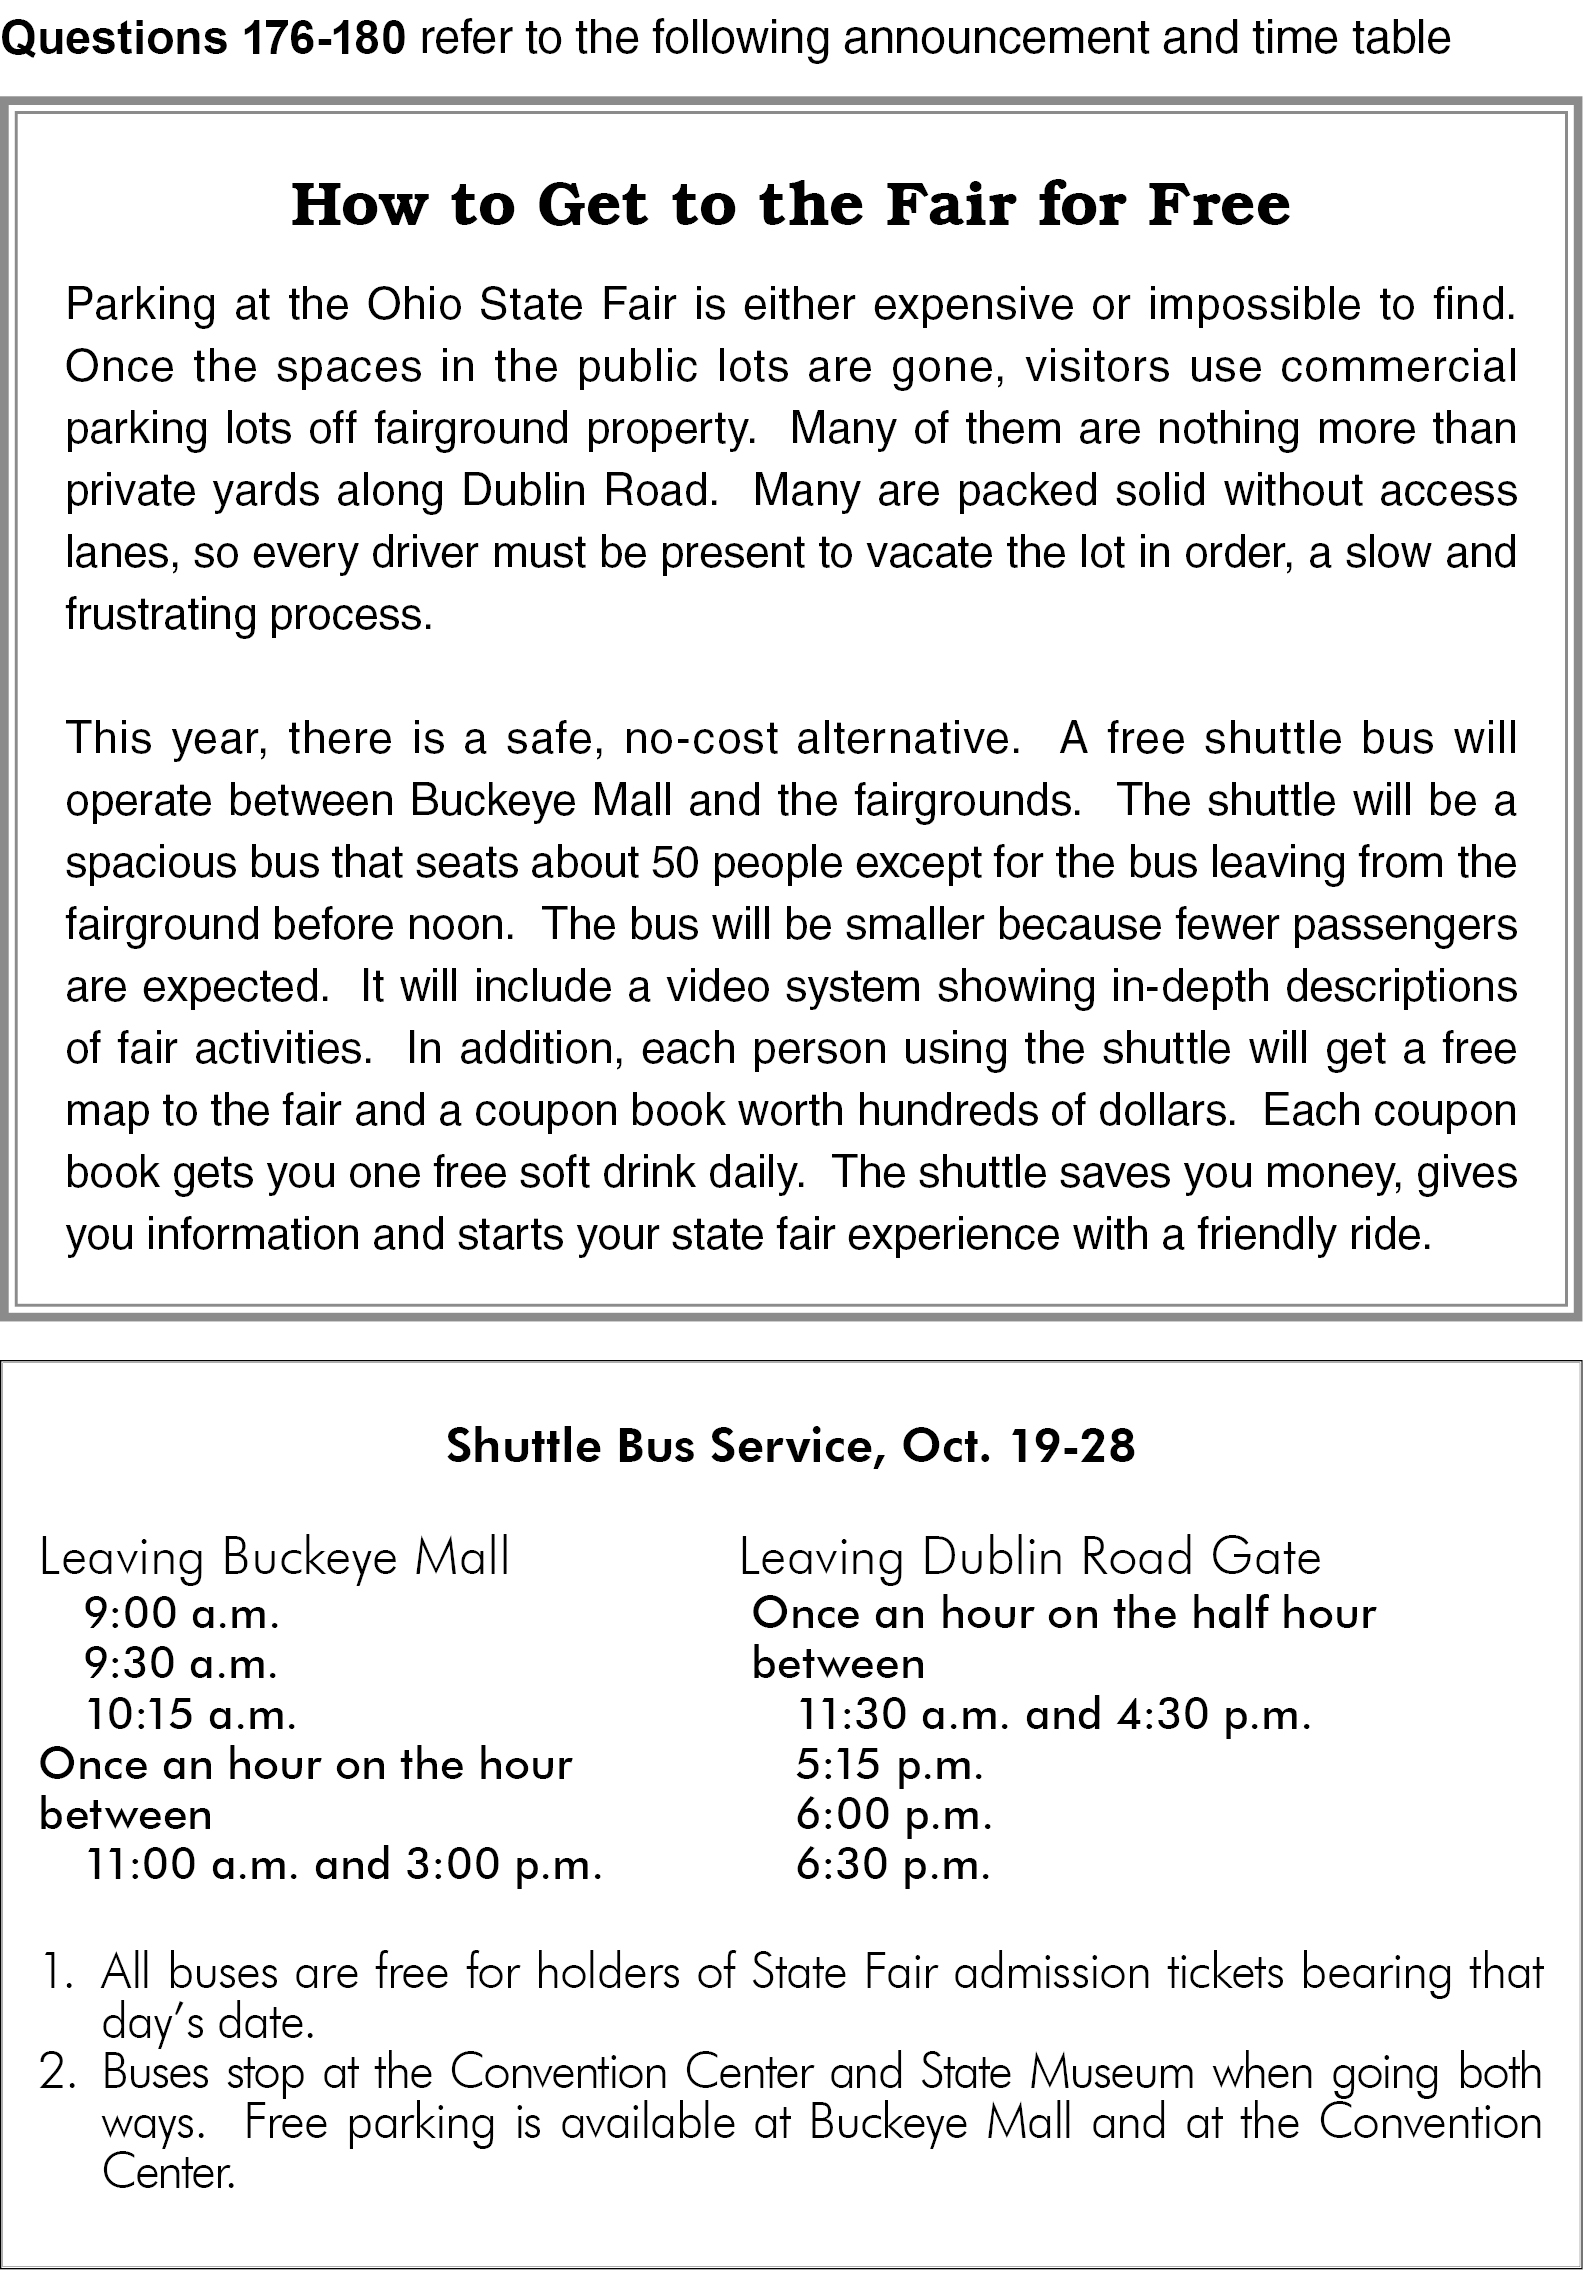 Questions 176-180 refer to the following announcement and time table
How to Get to the Fair for Free
Parking at the Ohio State Fair is either expensive or impossible to find.
Once the spaces in the public lots are gone, visitors use commercial
parking lots off fairground property. Many of them are nothing more than
private yards along Dublin Road. Many are packed solid without access
lanes, so every driver must be present to vacate the lot in order, a slow and
frustrating process.
This year, there is a safe, no-cost alternative. A free shuttle bus will
operate between Buckeye Mall and the fairgrounds. The shuttle will be a
spacious bus that seats about 50 people except for the bus leaving from the
fairground before noon. The bus will be smaller because fewer passengers
are expected. It will include a video system showing in-depth descriptions
of fair activities. In addition, each person using the shuttle will get a free
map to the fair and a coupon book worth hundreds of dollars. Each coupon
book gets you one free soft drink daily. The shuttle saves you money, gives
you information and starts your state fair experience with a friendly ride.
Shuttle Bus Service, Oct. 19-28
Leaving Buckeye Mall
9:00 a.m.
9:30 a.m.
10:15 a.m.
Once an hour on the hour
between
11:00 a.m. and 3:00 p.m.
Leaving Dublin Road Gate
Once an hour on the half hour
between
11:30 a.m. and 4:30 p.m.
5:15 p.m.
6:00 p.m.
6:30 p.m.
1. All buses are free for holders of State Fair admission tickets bearing that
day's date.
2. Buses stop at the Convention Center and State Museum when going both
ways. Free parking is available at Buckeye Mall and at the Convention
Center.